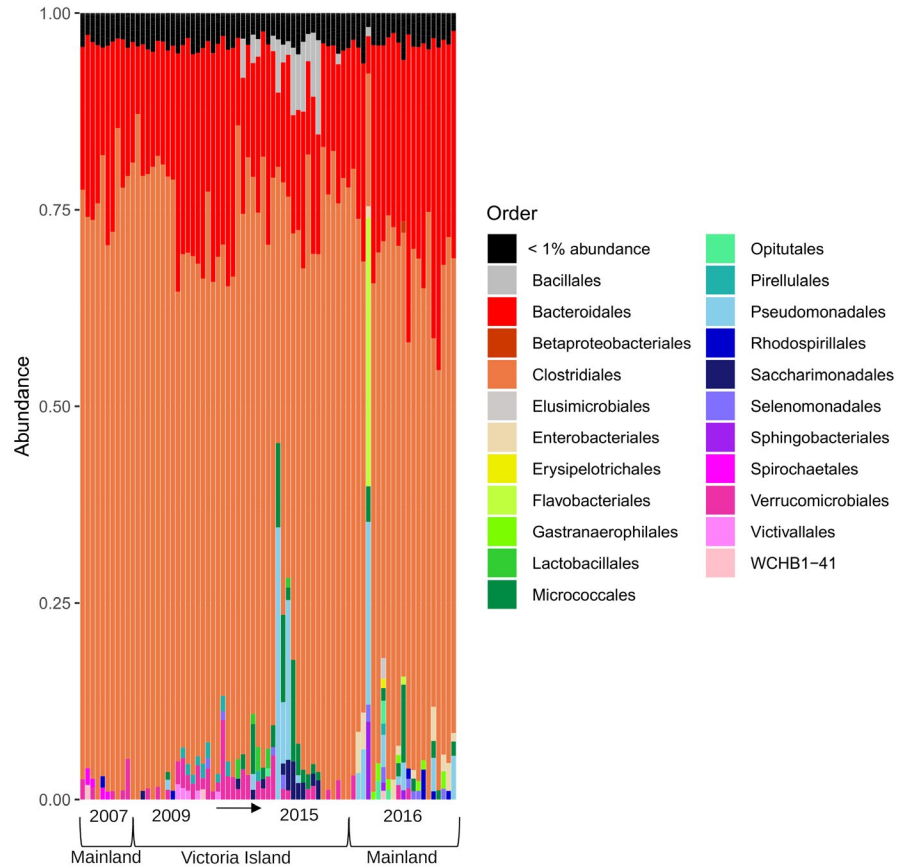 1.00
0.75
0.50
0.25
0.00
Abundance
2007 2009 2015 2016
Mainland Victoria Island Mainland
Order
< 1% abundance
Bacillales
Bacteroidales
Betaproteobacteriales
Clostridiales
Elusimicrobiales
Enterobacteriales
Erysipelotrichales
Flavobacteriales
Gastranaerophilales
Lactobacillales
Micrococcales
Opitutales
Pirellulales
Pseudomonadales
Rhodospirillales
Saccharimonadales
Selenomonadales
Sphingobacteriales
Spirochaetales
Verrucomicrobiales
Victivallales
WCHB1−41